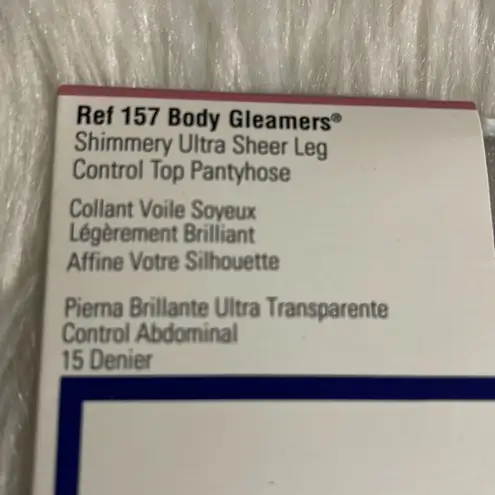 Ref 157 Body Gleamers®
Shimmery Ultra Sheer Leg
Control Top Pantyhose
Collant Voile Soyeux
Légèrement Brilliant
Affine Votre Silhouette
Pierna Brillante Ultra Transparente
Control Abdominal
15 Denier